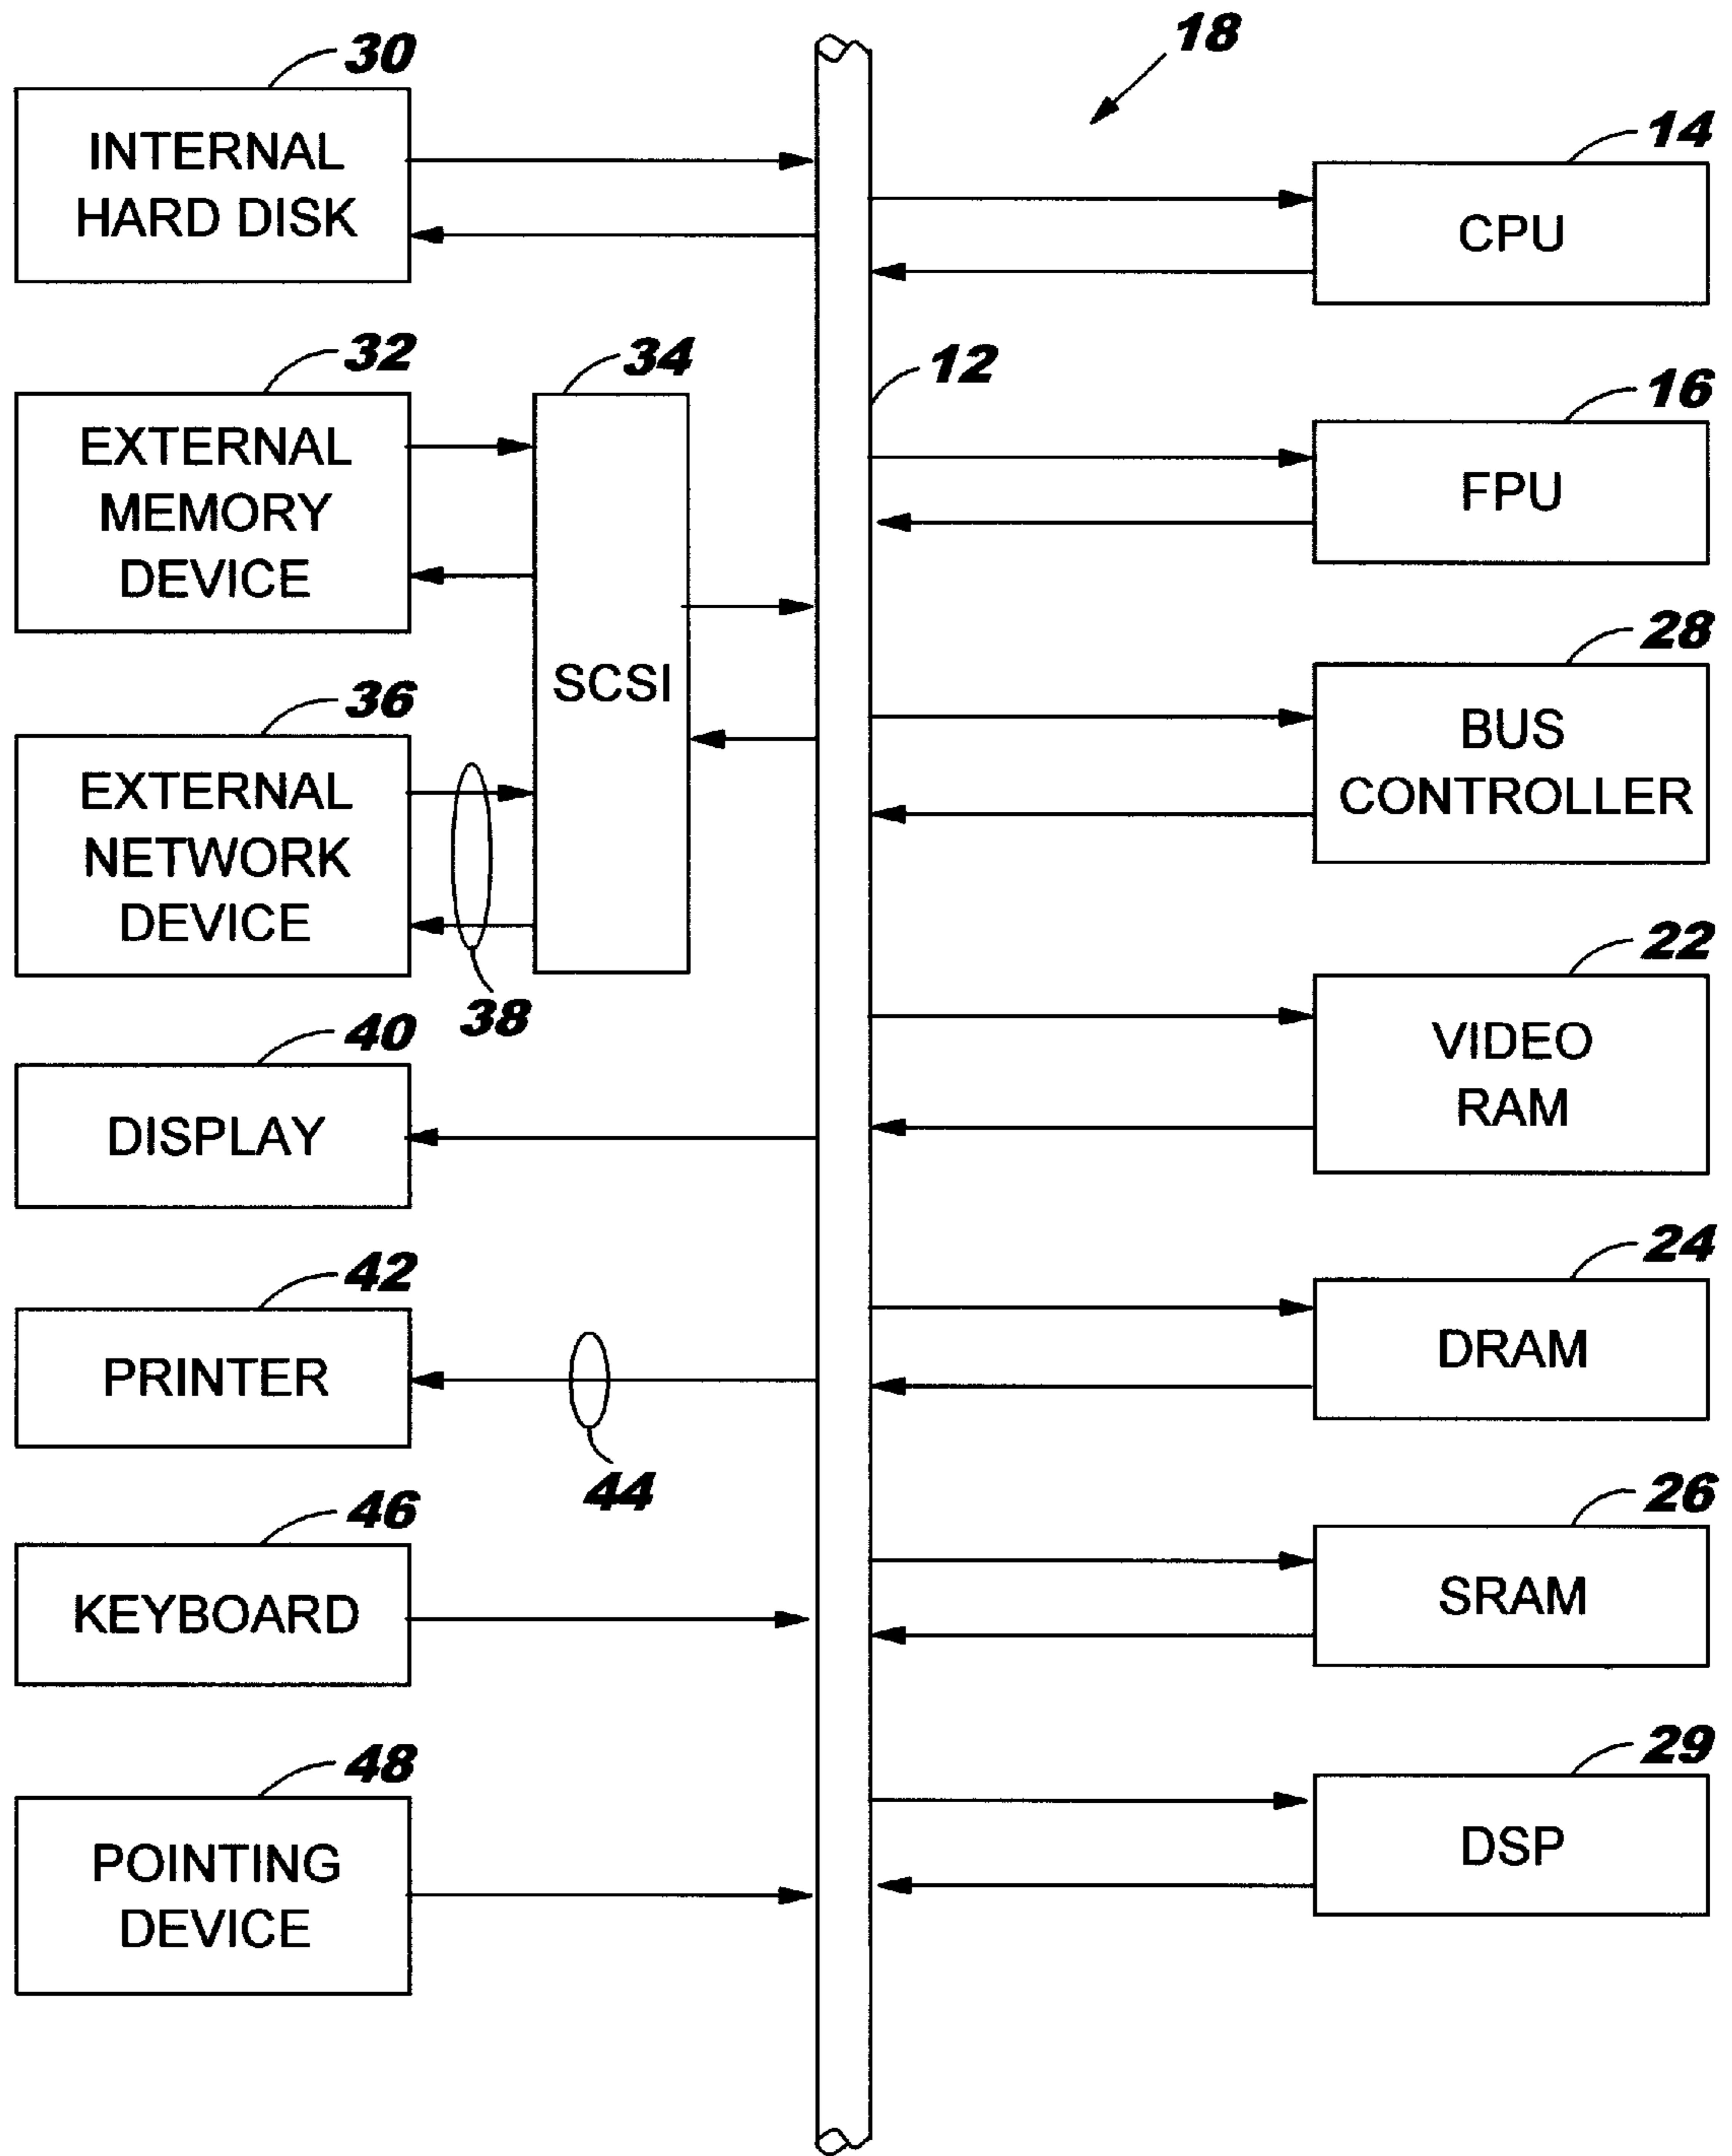 30
INTERNAL
HARD DISK
32
EXTERNAL
MEMORY
DEVICE
34
SCSI
36
EXTERNAL
NETWORK
DEVICE
38
40
DISPLAY
42
PRINTER
44
46
KEYBOARD
48
POINTING
DEVICE
18
12
14
CPU
16
FPU
28
BUS
CONTROLLER
22
VIDEO
RAM
24
DRAM
26
SRAM
29
DSP